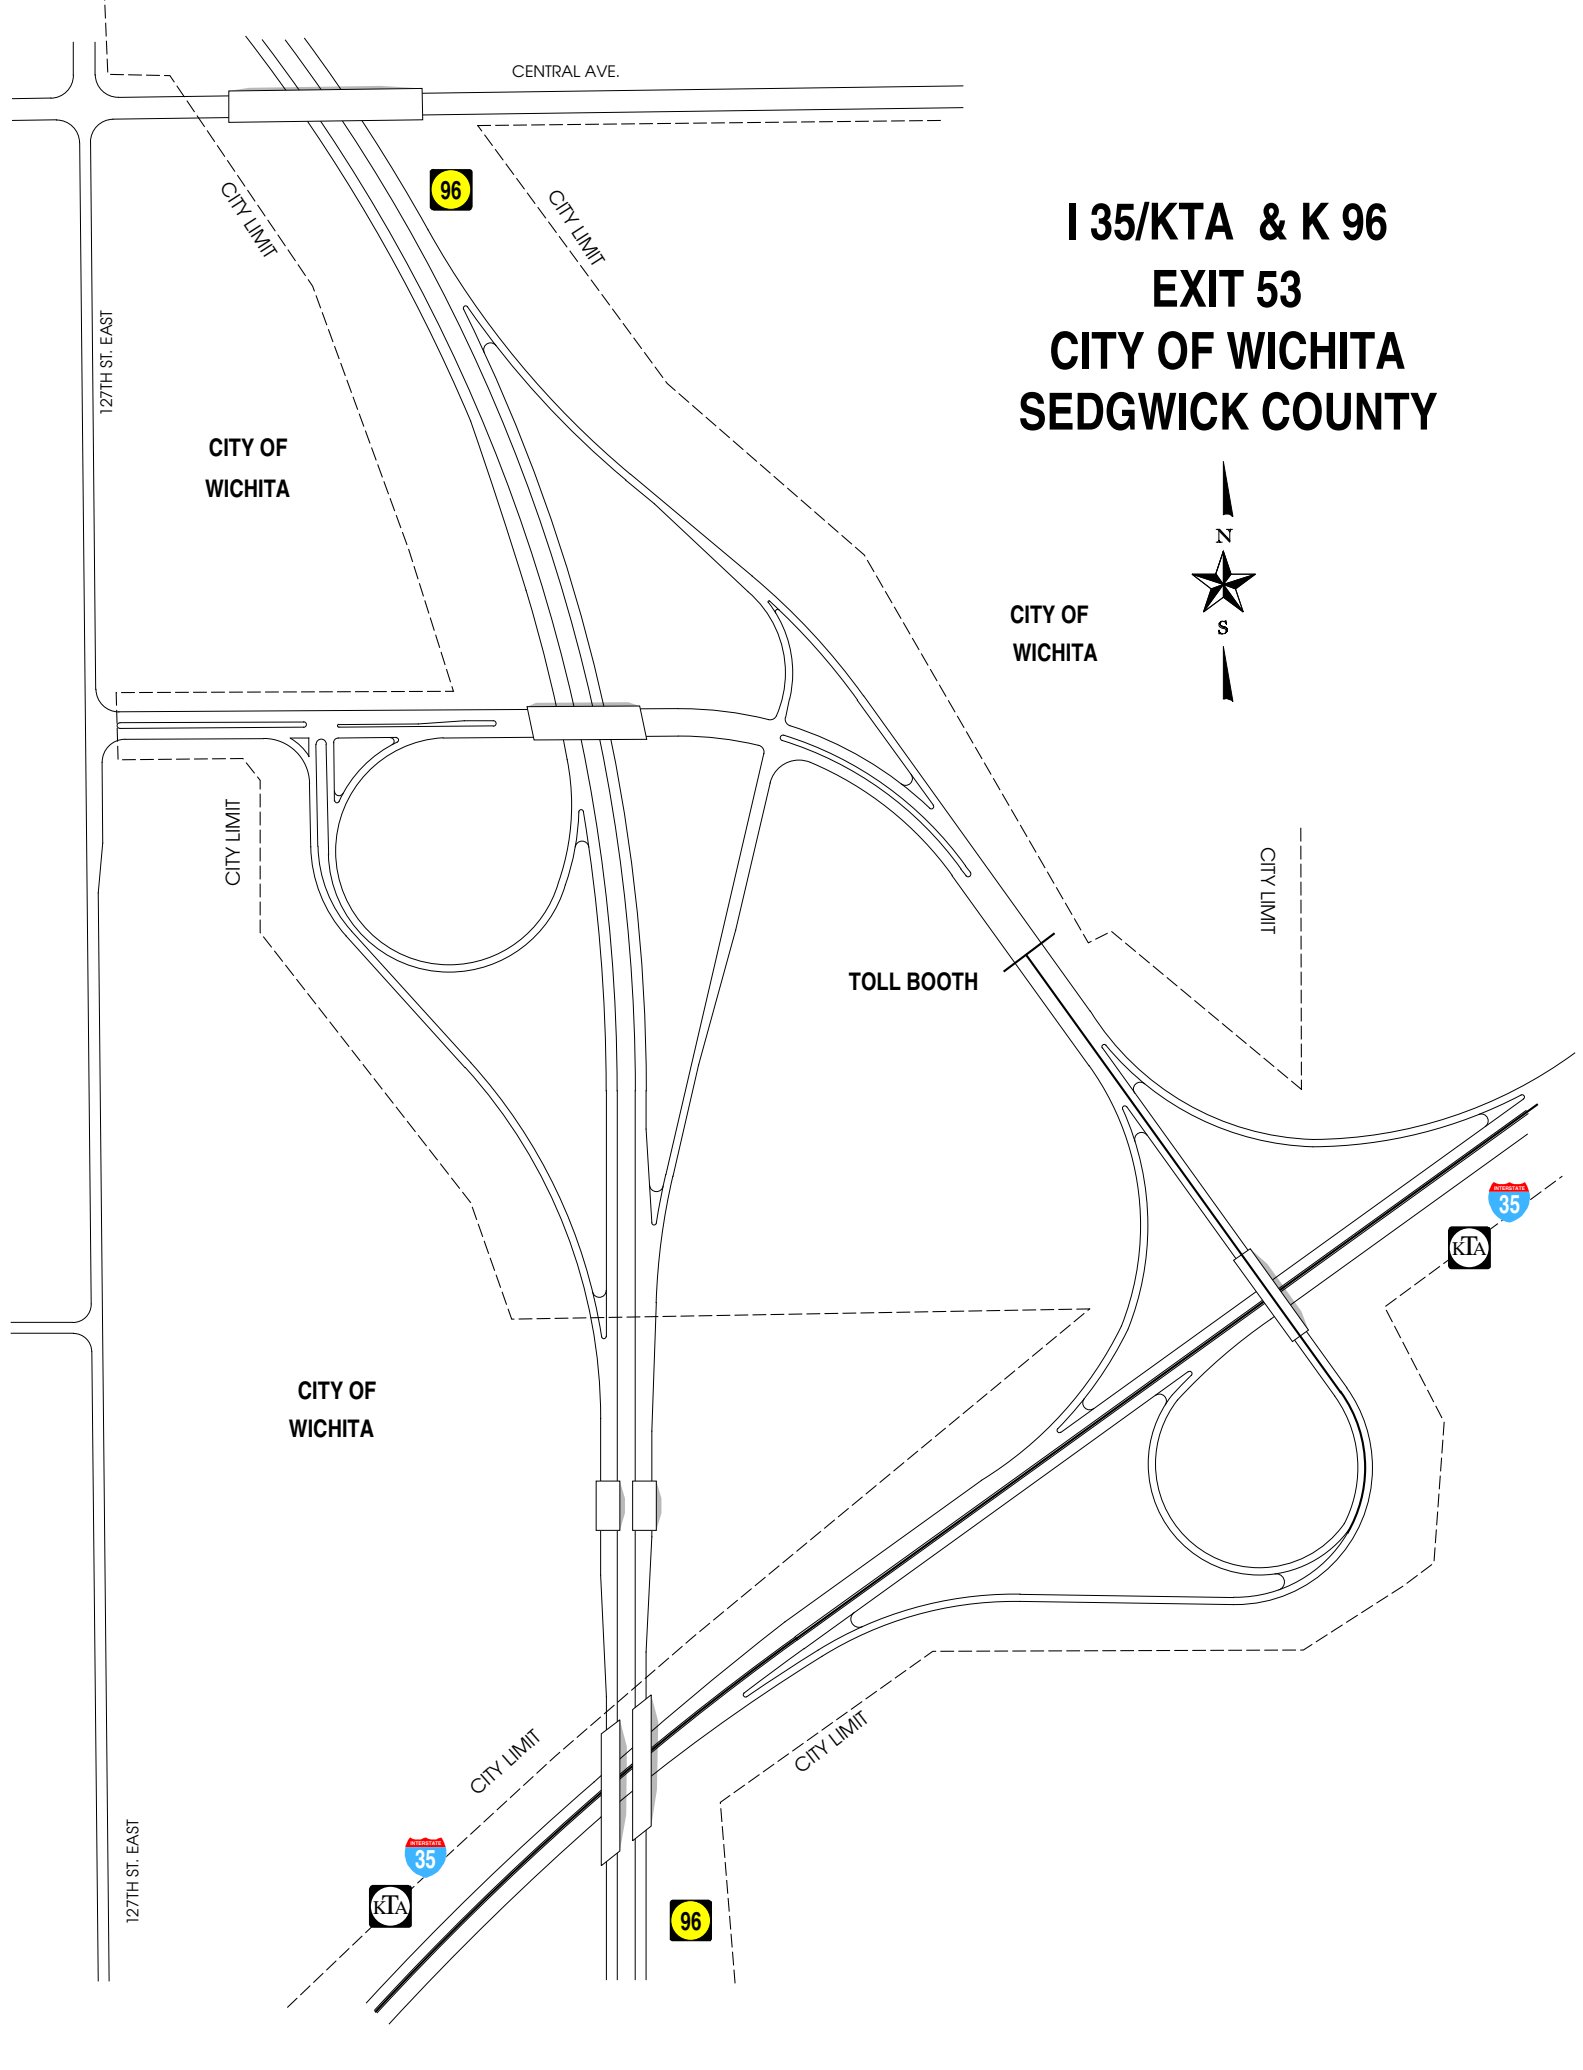 CENTRAL AVE.
96
CITY LIMIT
CITY LIMIT
I 35/KTA & K 96
EXIT 53
CITY OF WICHITA
SEDGWICK COUNTY
127TH ST. EAST
CITY OF
WICHITA
N
S
CITY OF
WICHITA
CITY LIMIT
CITY LIMIT
TOLL BOOTH
INTERSTATE
35
KTA
CITY OF
WICHITA
CITY LIMIT
CITY LIMIT
127TH ST. EAST
INTERSTATE
35
KTA
96